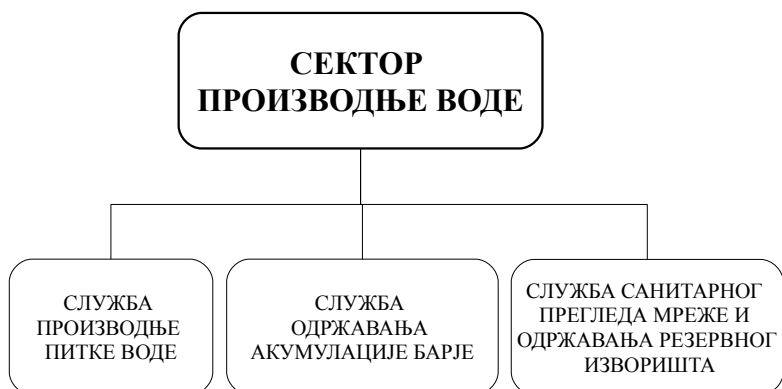 СЕКТОР
ПРОИЗВОДЊЕ ВОДЕ
СЛУЖБА
ПРОИЗВОДЊЕ
ПИТКЕ ВОДЕ
СЛУЖБА
ОДРЖАВАЊА
АКУМУЛАЦИЈЕ БАРЈЕ
СЛУЖБА САНИТАРНОГ
ПРЕГЛЕДА МРЕЖЕ И
ОДРЖАВАЊА РЕЗЕРВНОГ
ИЗВОРИШТА